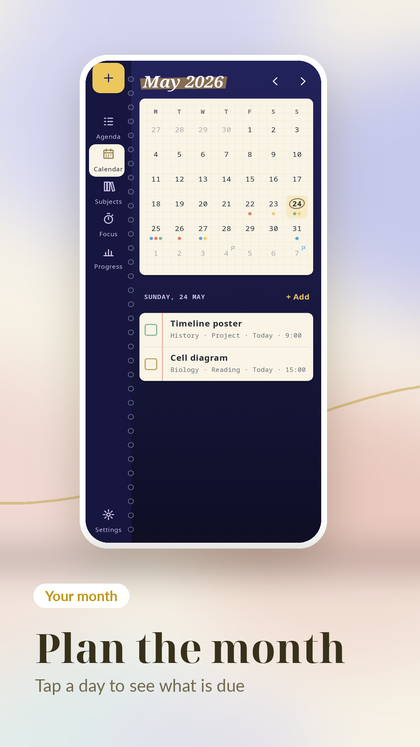 +
May 2026
Agenda
Calendar
Subjects
Focus
Progress
Settings
M T W T F S S
27 28 29 30 1 2 3
4 5 6 7 8 9 10
11 12 13 14 15 16 17
18 19 20 21 22 23 24
25 26 27 28 29 30 31
1 2 3 4 5 6 7
SUNDAY, 24 MAY
+ Add
Timeline poster
History · Project · Today · 9:00
Cell diagram
Biology · Reading · Today · 15:00
Your month
Plan the month
Tap a day to see what is due